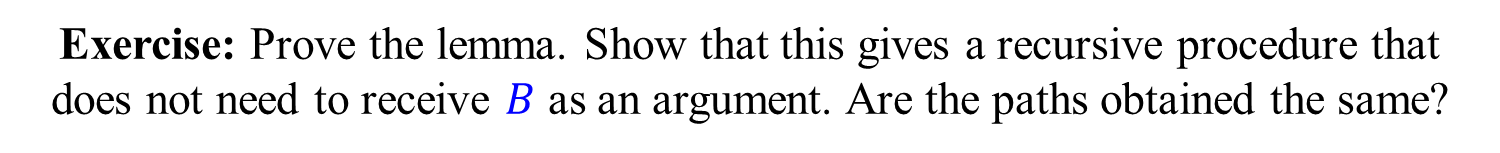 Exercise: Prove the lemma. Show that this gives a recursive procedure that
does not need to receive B as an argument. Are the paths obtained the same?